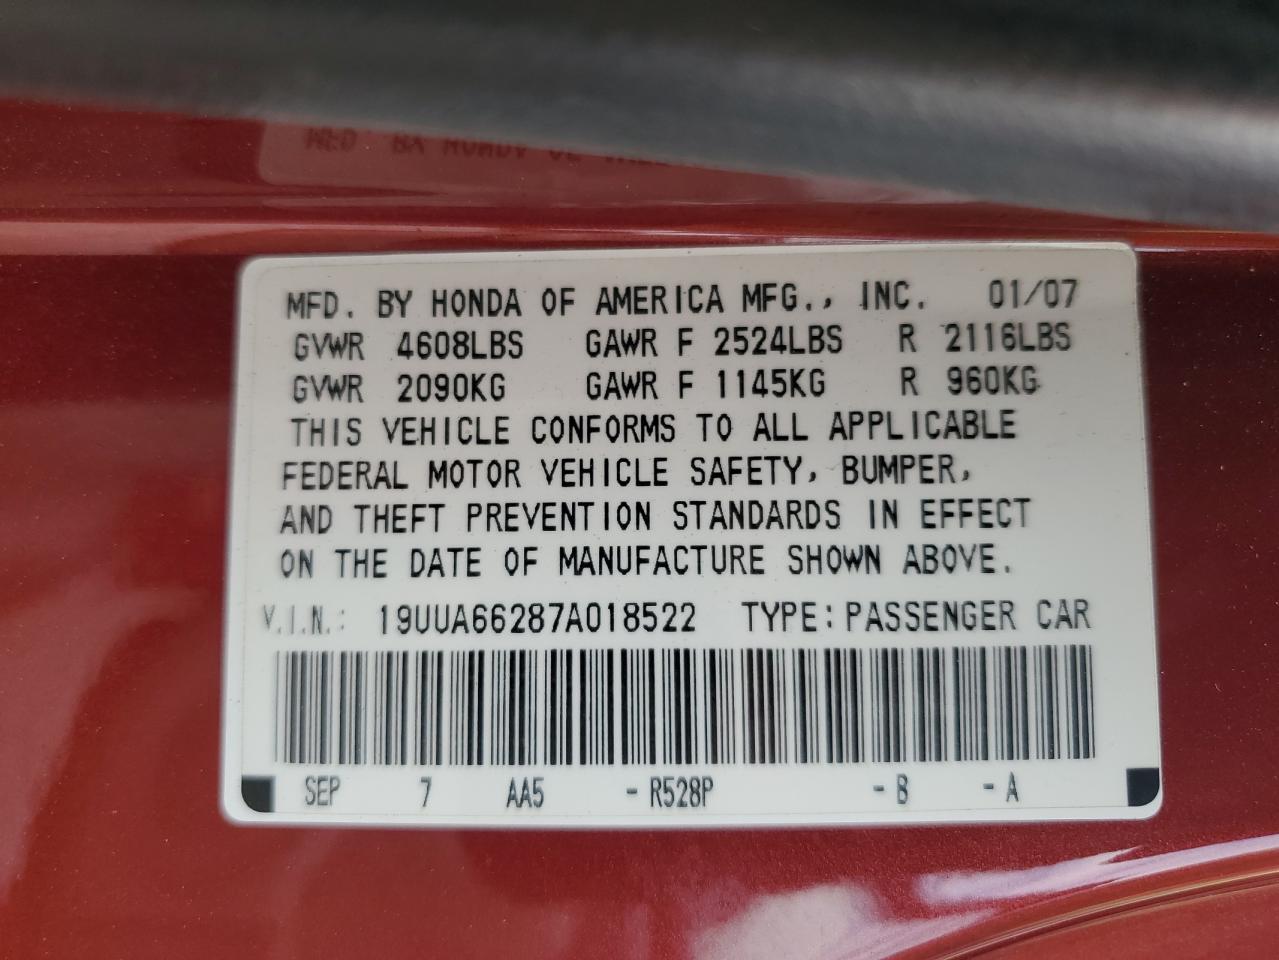 MFD. BY HONDA OF AMERICA MFG., INC. 01/07
GVWR 4608LBS GAWR F 2524LBS R 2116LBS
GVWR 2090KG GAWR F 1145KG R 960KG
THIS VEHICLE CONFORMS TO ALL APPLICABLE
FEDERAL MOTOR VEHICLE SAFETY, BUMPER,
AND THEFT PREVENTION STANDARDS IN EFFECT
ON THE DATE OF MANUFACTURE SHOWN ABOVE.
V.I.N.: 19UUA66287A018522 TYPE: PASSENGER CAR
SEP 7 AA5 - R528P - B - A